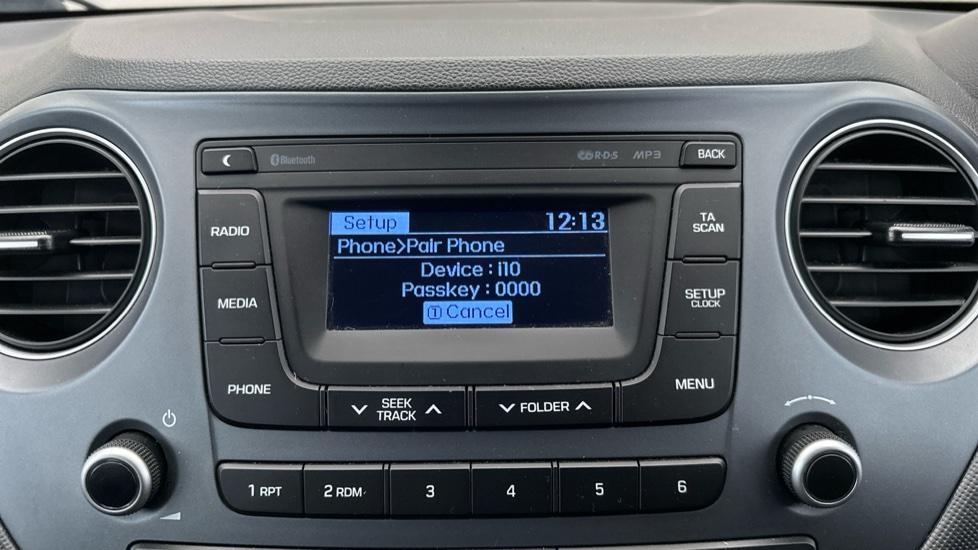 Bluetooth R·D·S MP3 BACK
Setup 12:13
Phone>Pair Phone
Device : i10
Passkey : 0000
1 Cancel
RADIO
TA
SCAN
MEDIA
SETUP
CLOCK
PHONE
SEEK
TRACK
FOLDER
MENU
1 RPT 2 RDM 3 4 5 6